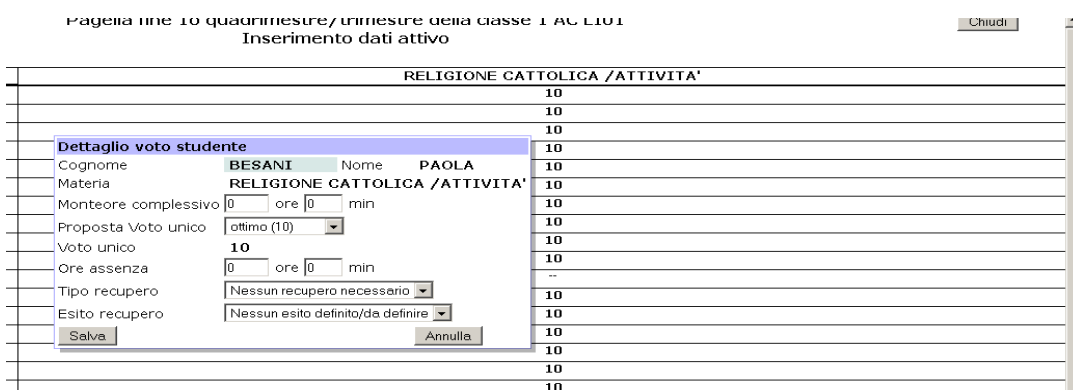 Pagella fine 1o quadrimestre/trimestre della classe 1 AC LIU1
Chiudi
Inserimento dati attivo
RELIGIONE CATTOLICA /ATTIVITA'
10
10
10
Dettaglio voto studente
10
Cognome BESANI Nome PAOLA
10
Materia RELIGIONE CATTOLICA /ATTIVITA'
10
Monteore complessivo 0 ore 0 min
10
Proposta Voto unico ottimo (10)
10
Voto unico 10
10
Ore assenza 0 ore 0 min
10
--
Tipo recupero Nessun recupero necessario
10
Esito recupero Nessun esito definito/da definire
10
Salva Annulla
10
10
10
10